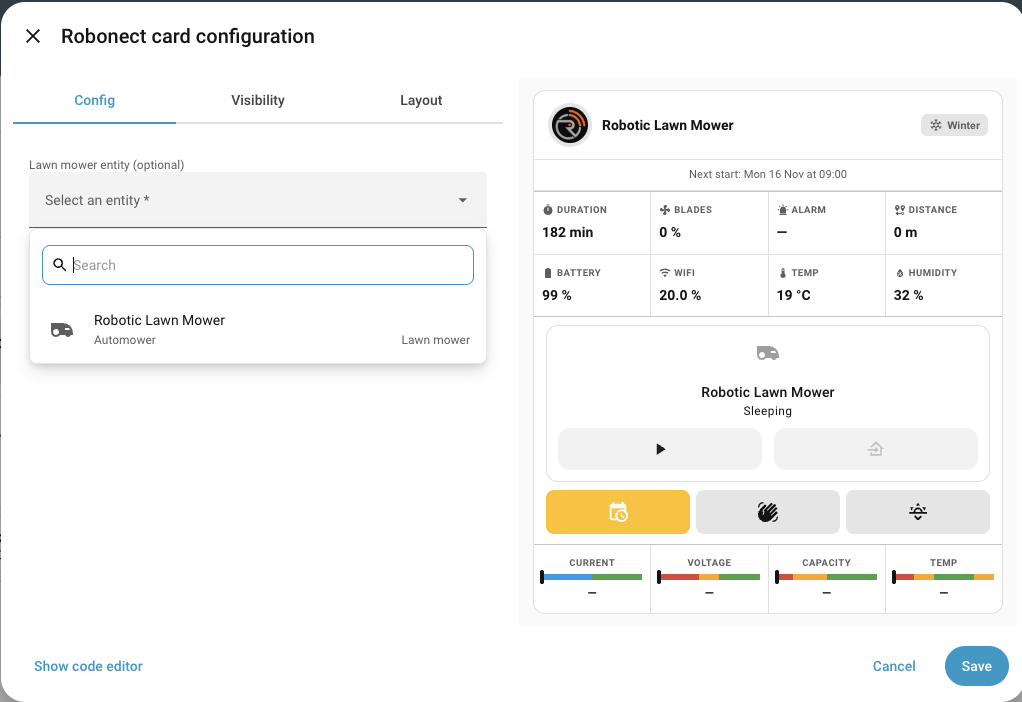 Robonect card configuration
Config
Visibility
Layout
Lawn mower entity (optional)
Select an entity *
Search
Robotic Lawn Mower
Automower
Lawn mower
Robotic Lawn Mower
Winter
Next start: Mon 16 Nov at 09:00
DURATION
BLADES
ALARM
DISTANCE
182 min
0 %
–
0 m
BATTERY
WIFI
TEMP
HUMIDITY
99 %
20.0 %
19 °C
32 %
Robotic Lawn Mower
Sleeping
CURRENT
VOLTAGE
CAPACITY
TEMP
–
–
–
–
Show code editor
Cancel
Save